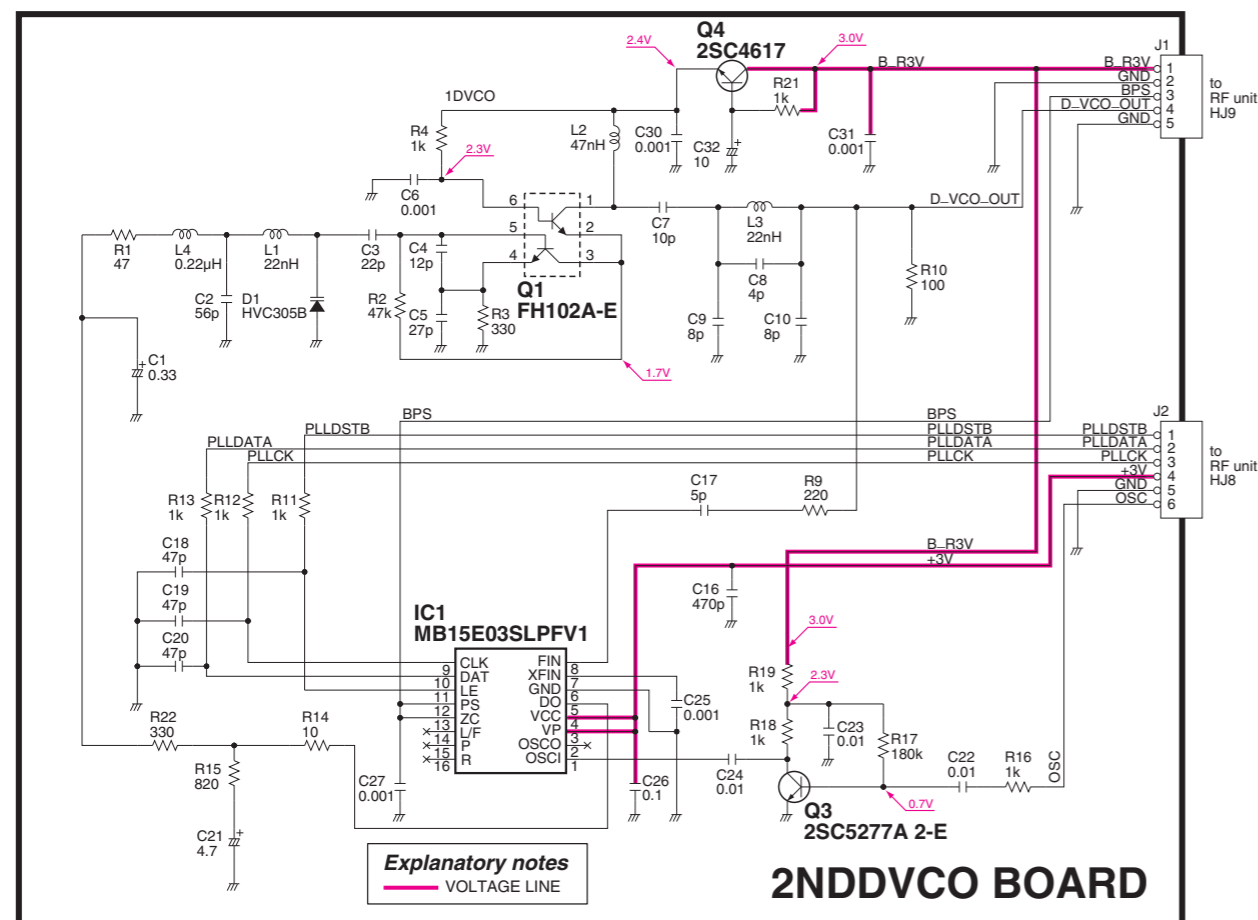 Q4
2SC4617
2.4V
3.0V
J1
B_R3V
B_R3V
1
GND
2
BPS
3
D_VCO_OUT
4
GND
5
to
RF unit
HJ9
1DVCO
R21
1k
R4
1k
L2
47nH
C30
0.001
C32
+
10
C31
0.001
2.3V
C6
0.001
6
1
5
2
4
3
D_VCO_OUT
C7
10p
L3
22nH
R1
47
L4
0.22µH
L1
22nH
C3
22p
C4
12p
C8
4p
R10
100
Q1
FH102A-E
C2
56p
D1
HVC305B
R2
47k
C5
27p
R3
330
C9
8p
C10
8p
C1
+
0.33
1.7V
J2
BPS
BPS
PLLDSTB
PLLDSTB
PLLDSTB
1
PLLDATA
PLLDATA
PLLDATA
2
PLLCK
PLLCK
PLLCK
3
+3V
4
GND
5
OSC
6
to
RF unit
HJ8
R13
1k
R12
1k
R11
1k
C17
5p
R9
220
C18
47p
B_R3V
+3V
C19
47p
C16
470p
IC1
MB15E03SLPFV1
3.0V
C20
47p
CLK
9
DAT
10
LE
11
PS
12
ZC
13
L/F
14
P
15
R
16
FIN
8
XFIN
7
GND
6
DO
5
VCC
4
VP
3
OSCO
2
OSCI
1
R19
1k
2.3V
C25
0.001
R18
1k
C23
0.01
R17
180k
R22
330
R14
10
R15
820
C22
0.01
R16
1k
OSC
C27
0.001
C26
0.1
C24
0.01
0.7V
Q3
2SC5277A 2-E
C21
+
4.7
Explanatory notes
VOLTAGE LINE
2NDDVCO BOARD